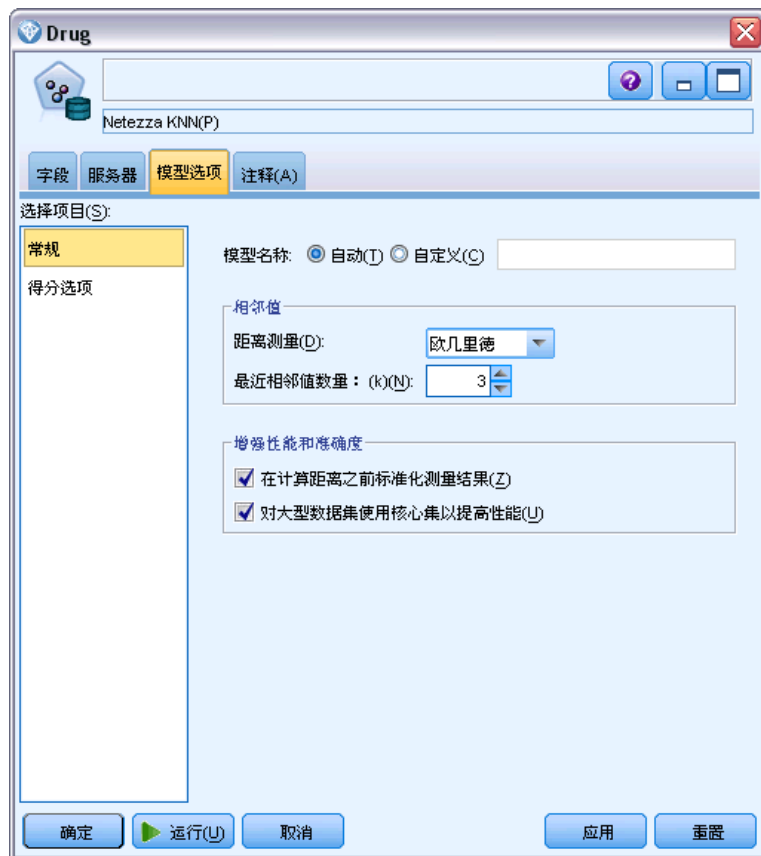 Drug
Netezza KNN(P)
字段 服务器 模型选项 注释(A)
选择项目(S):
常规
得分选项
模型名称: 自动(T) 自定义(C)
相邻值
距离测量(D): 欧几里德
最近相邻值数量：(k)(N): 3
增强性能和准确度
在计算距离之前标准化测量结果(Z)
对大型数据集使用核心集以提高性能(U)
确定 运行(U) 取消 应用 重置